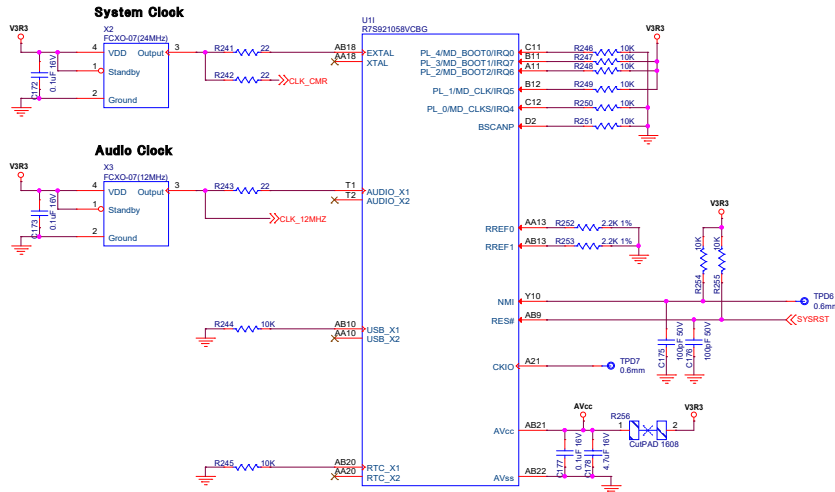 System Clock
V3R3
X2
FCXO-07(24MHz)
4 VDD Output 3
1 Standby
2 Ground
C172
0.1uF 16V
R241 22
R242 22
CLK_CMR
Audio Clock
V3R3
X3
FCXO-07(12MHz)
4 VDD Output 3
1 Standby
2 Ground
C173
0.1uF 16V
R243 22
CLK_12MHZ
R244 10K
R245 10K
U1I
R7S921058VCBG
AB18 EXTAL
AA18 XTAL
T1 AUDIO_X1
T2 AUDIO_X2
AB10 USB_X1
AA10 USB_X2
AB20 RTC_X1
AA20 RTC_X2
PL_4/MD_BOOT0/IRQ0 C11 R246 10K
PL_3/MD_BOOT1/IRQ7 B11 R247 10K
PL_2/MD_BOOT2/IRQ6 A11 R248 10K
PL_1/MD_CLK/IRQ5 B12 R249 10K
PL_0/MD_CLKS/IRQ4 C12 R250 10K
BSCANP D2 R251 10K
V3R3
RREF0 AA13 R252 2.2K 1%
RREF1 AB13 R253 2.2K 1%
V3R3
R254 10K
R255 10K
NMI Y10
TPD6
0.6mm
RES# AB9
SYSRST
C175
100pF 50V
C176
100pF 50V
CKIO A21
TPD7
0.6mm
AVcc
R256
V3R3
AVcc AB21
1 2
CutPAD 1608
C177
0.1uF 16V
C178
4.7uF 16V
AVss AB22